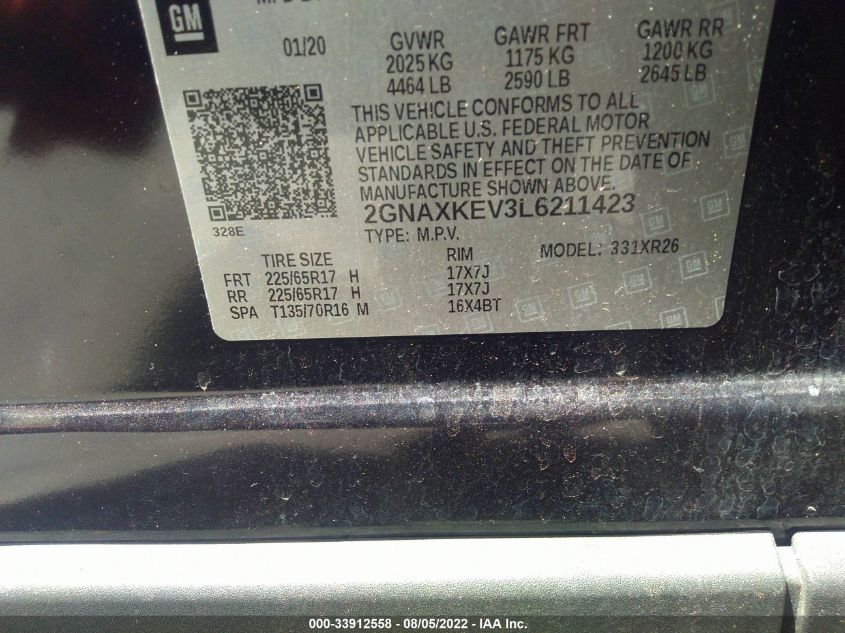 GM
01/20 GVWR GAWR FRT GAWR RR
2025 KG 1175 KG 1200 KG
4464 LB 2590 LB 2645 LB
THIS VEHICLE CONFORMS TO ALL
APPLICABLE U.S. FEDERAL MOTOR
VEHICLE SAFETY AND THEFT PREVENTION
STANDARDS IN EFFECT ON THE DATE OF
MANUFACTURE SHOWN ABOVE.
2GNAXKEV3L6211423
328E
TYPE: M.P.V. MODEL: 331XR26
TIRE SIZE RIM
FRT 225/65R17 H 17X7J
RR 225/65R17 H 17X7J
SPA T135/70R16 M 16X4BT
000-33912558 - 08/05/2022 - IAA Inc.